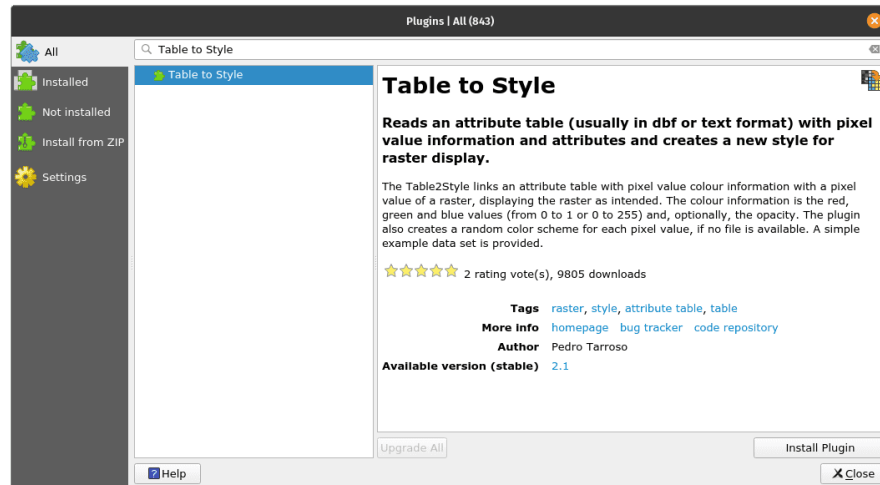 Plugins | All (843)
All
Installed
Not installed
Install from ZIP
Settings
Table to Style
Table to Style
Table to Style
Reads an attribute table (usually in dbf or text format) with pixel
value information and attributes and creates a new style for
raster display.
The Table2Style links an attribute table with pixel value colour information with a pixel
value of a raster, displaying the raster as intended. The colour information is the red,
green and blue values (from 0 to 1 or 0 to 255) and, optionally, the opacity. The plugin
also creates a random color scheme for each pixel value, if no file is available. A simple
example data set is provided.
2 rating vote(s), 9805 downloads
Tags raster, style, attribute table, table
More info homepage bug tracker code repository
Author Pedro Tarroso
Available version (stable) 2.1
Upgrade All
Install Plugin
Help
Close